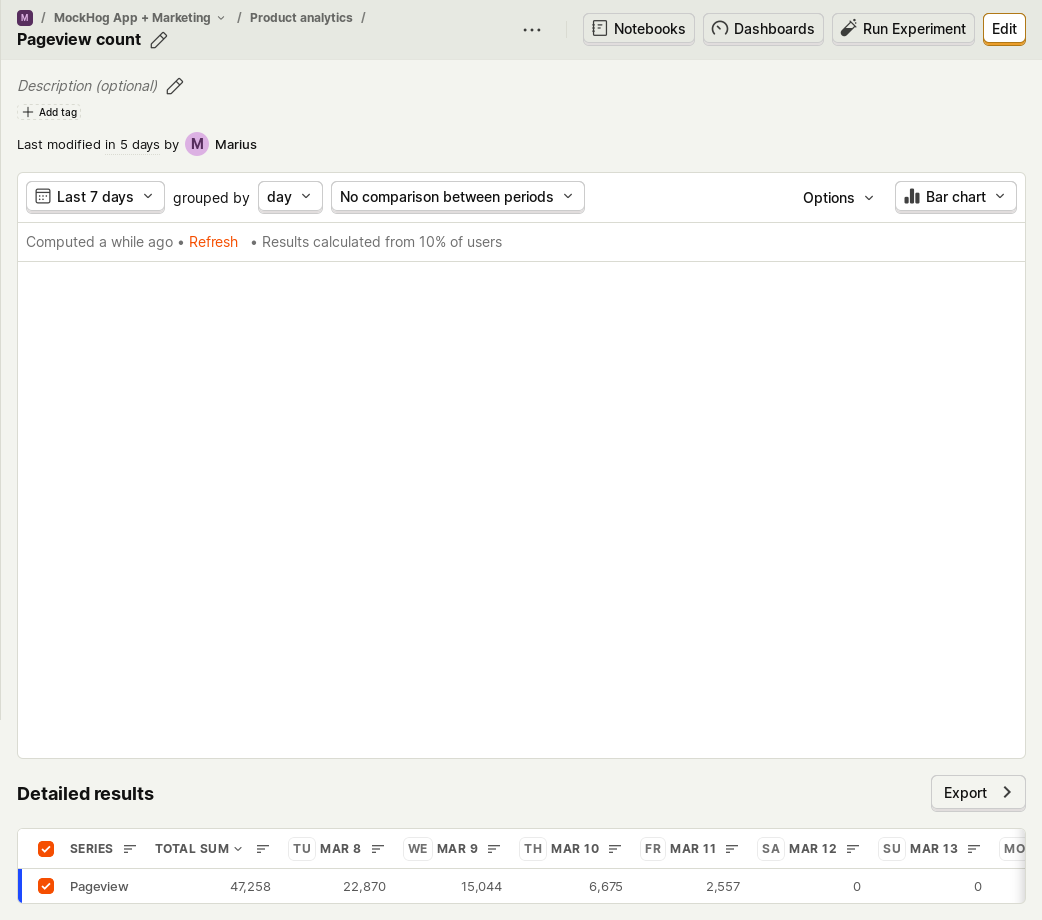 M / MockHog App + Marketing / Product analytics /
Pageview count
Notebooks
Dashboards
Run Experiment
Edit
Description (optional)
Add tag
Last modified in 5 days by M Marius
Last 7 days grouped by day No comparison between periods Options Bar chart
Computed a while ago • Refresh • Results calculated from 10% of users
Detailed results
Export
SERIES TOTAL SUM TU MAR 8 WE MAR 9 TH MAR 10 FR MAR 11 SA MAR 12 SU MAR 13 MO
Pageview 47,258 22,870 15,044 6,675 2,557 0 0